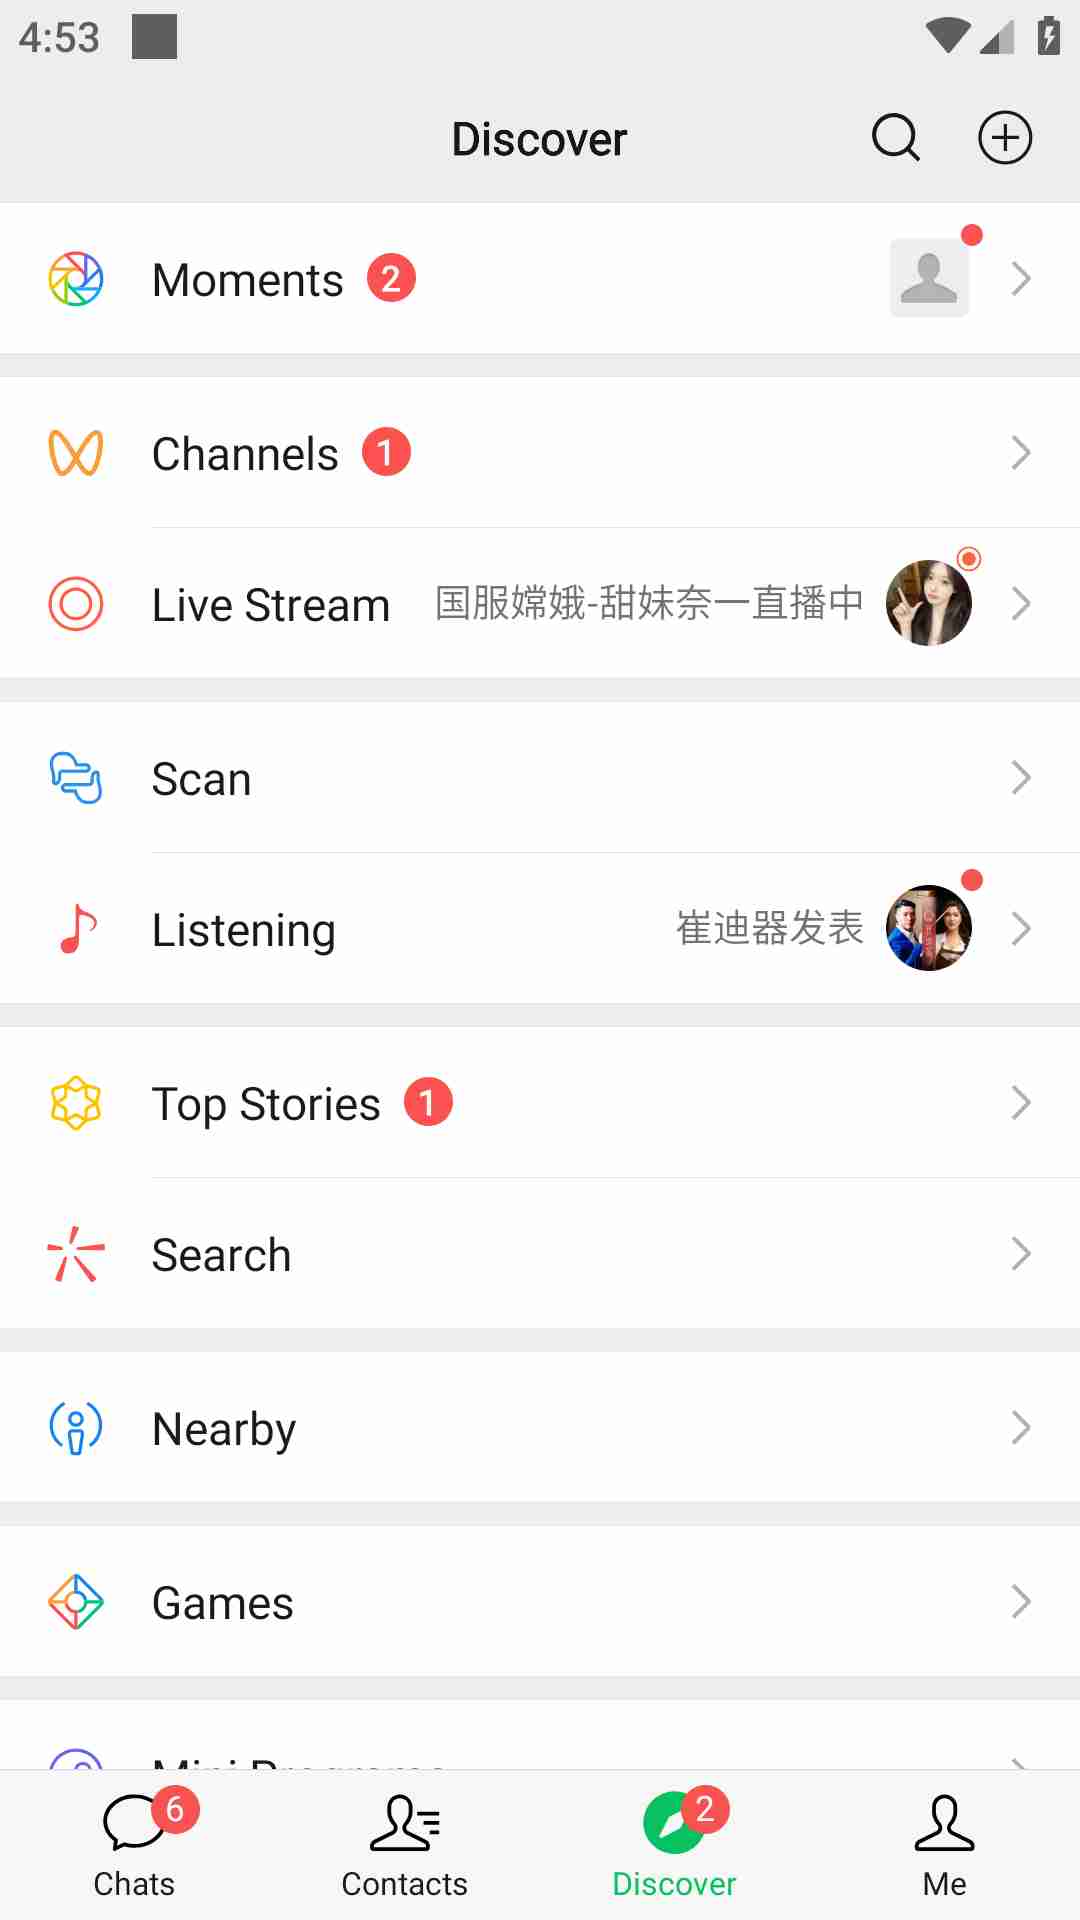 4:53
Discover
Moments 2
Channels 1
Live Stream 国服嫦娥-甜妹奈一直播中
Scan
Listening 崔迪器发表
Top Stories 1
Search
Nearby
Games
Mini Programs
6 2
Chats Contacts Discover Me